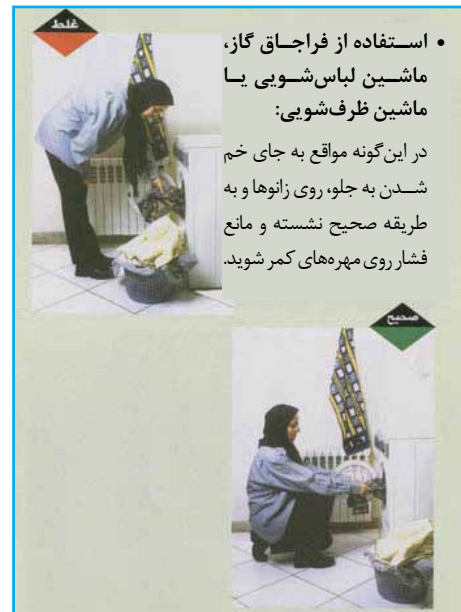 غلط
• استفاده از فراجاق گاز،
ماشین لباس‌شویی یا
ماشین ظرف‌شویی:
در این‌گونه مواقع به جای خم
شدن به جلو، روی زانوها و به
طریقه صحیح نشسته و مانع
فشار روی مهره‌های کمر شوید.
صحیح